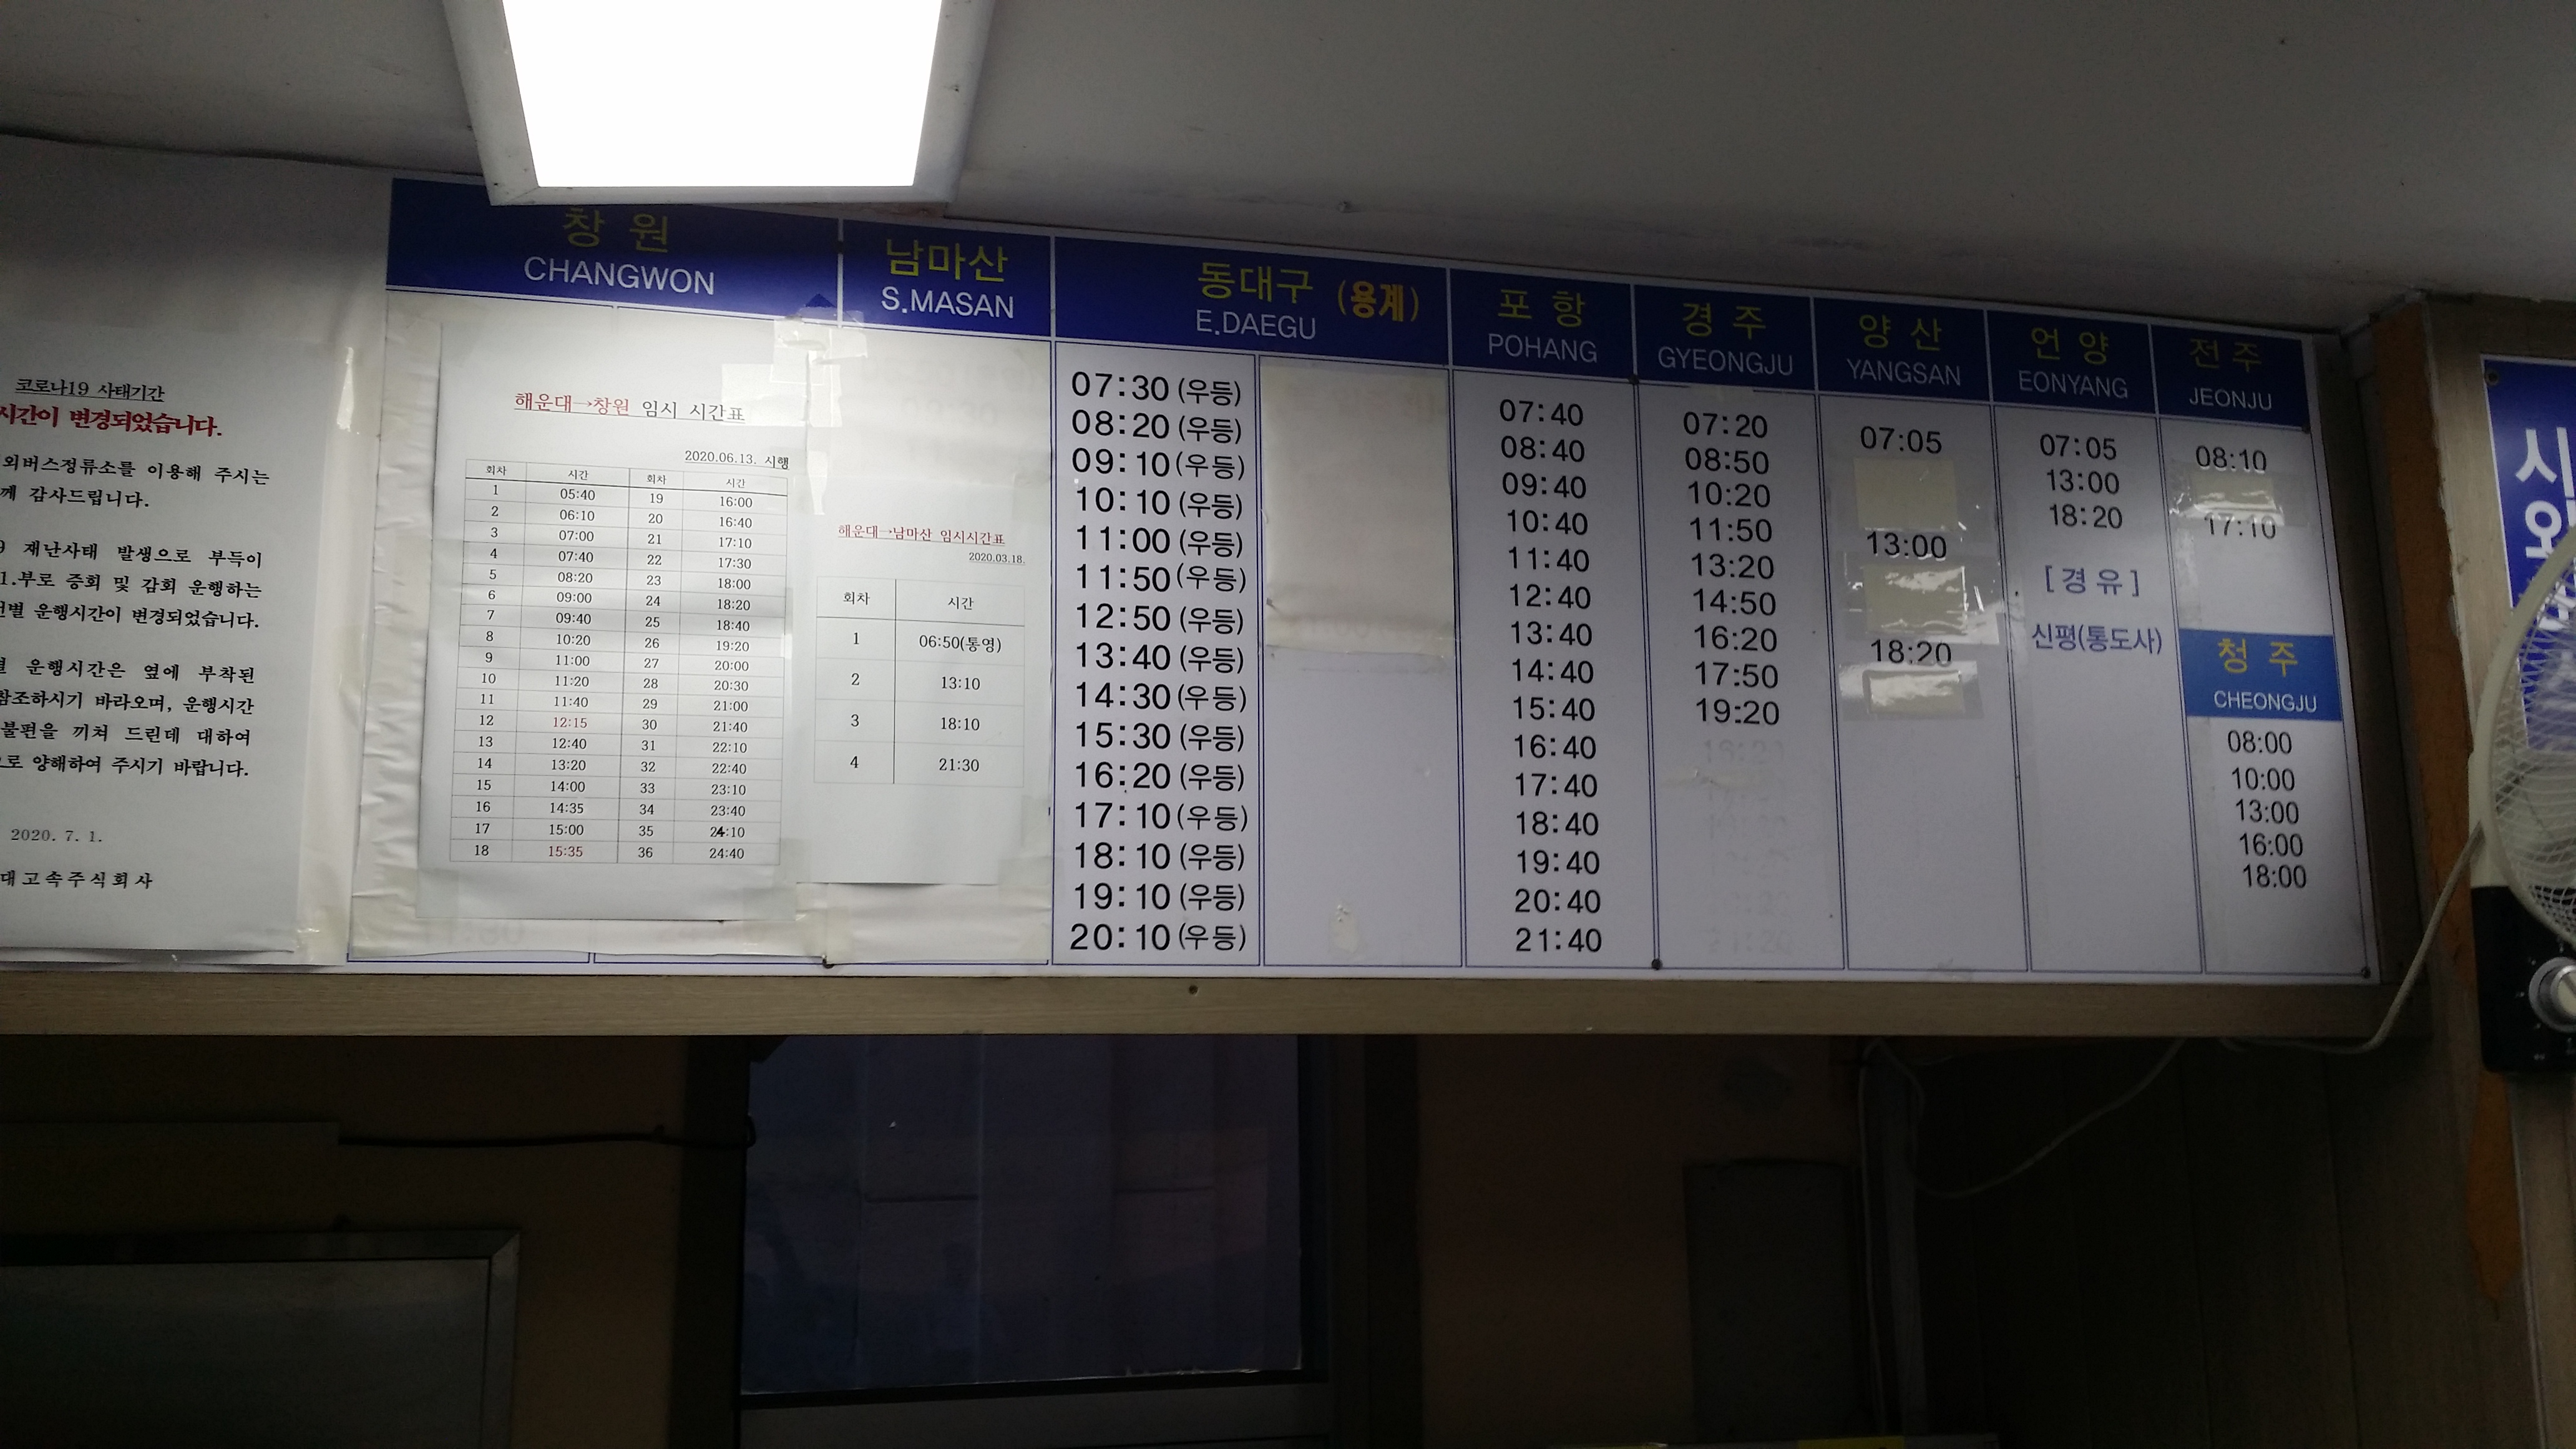 코로나19 사태기간
시간이 변경되었습니다.
외버스정류소를 이용해 주시는
께 감사드립니다.
9 재난사태 발생으로 부득이
1.부로 증회 및 감회 운행하는
별 운행시간이 변경되었습니다.
운행시간은 옆에 부착된
참조하시기 바라오며, 운행시간
불편을 끼쳐 드린데 대하여
로 양해하여 주시기 바랍니다.
2020. 7. 1.
대고속주식회사
창 원
CHANGWON
해운대→창원 임시 시간표
2020.06.13. 시행
회차 시간 회차 시간
1 05:40 19 16:00
2 06:10 20 16:40
3 07:00 21 17:10
4 07:40 22 17:30
5 08:20 23 18:00
6 09:00 24 18:20
7 09:40 25 18:40
8 10:20 26 19:20
9 11:00 27 20:00
10 11:20 28 20:30
11 11:40 29 21:00
12 12:15 30 21:40
13 12:40 31 22:10
14 13:20 32 22:40
15 14:00 33 23:10
16 14:35 34 23:40
17 15:00 35 24:10
18 15:35 36 24:40
남마산
S.MASAN
해운대→남마산 임시시간표
2020.03.18.
회차 시간
1 06:50(통영)
2 13:10
3 18:10
4 21:30
동대구 (용계)
E.DAEGU
07:30 (우등)
08:20 (우등)
09:10 (우등)
10:10 (우등)
11:00 (우등)
11:50 (우등)
12:50 (우등)
13:40 (우등)
14:30 (우등)
15:30 (우등)
16:20 (우등)
17:10 (우등)
18:10 (우등)
19:10 (우등)
20:10 (우등)
포 항
POHANG
07:40
08:40
09:40
10:40
11:40
12:40
13:40
14:40
15:40
16:40
17:40
18:40
19:40
20:40
21:40
경 주
GYEONGJU
07:20
08:50
10:20
11:50
13:20
14:50
16:20
17:50
19:20
양 산
YANGSAN
07:05
13:00
18:20
언 양
EONYANG
07:05
13:00
18:20
[ 경 유 ]
신평(통도사)
전 주
JEONJU
08:10
17:10
청 주
CHEONGJU
08:00
10:00
13:00
16:00
18:00
시
외